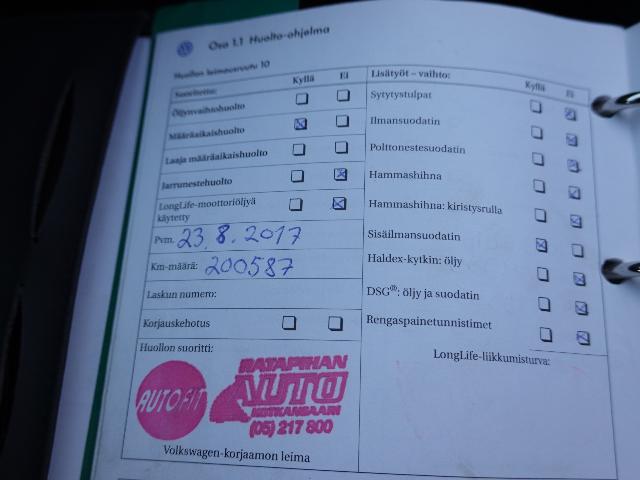 Osa 1.1 Huolto-ohjelma
Huollon leimausruutu 10
Suoritettu: Kyllä Ei
Öljynvaihtohuolto
Määräaikaishuolto
Laaja määräaikaishuolto
Jarrunestehuolto
LongLife-moottoriöljyä
käytetty
Pvm. 23.8.2017
Km-määrä: 200587
Laskun numero:
Korjauskehotus
Huollon suoritti:
AUTOFIT
RATAPIHAN
AUTO
KOTKANSAARI
(05) 217 800
Volkswagen-korjaamon leima
Lisätyöt – vaihto: Kyllä Ei
Sytytystulpat
Ilmansuodatin
Polttonestesuodatin
Hammashihna
Hammashihna: kiristysrulla
Sisäilmansuodatin
Haldex-kytkin: öljy
DSG®: öljy ja suodatin
Rengaspainetunnistimet
LongLife-liikkumisturva: